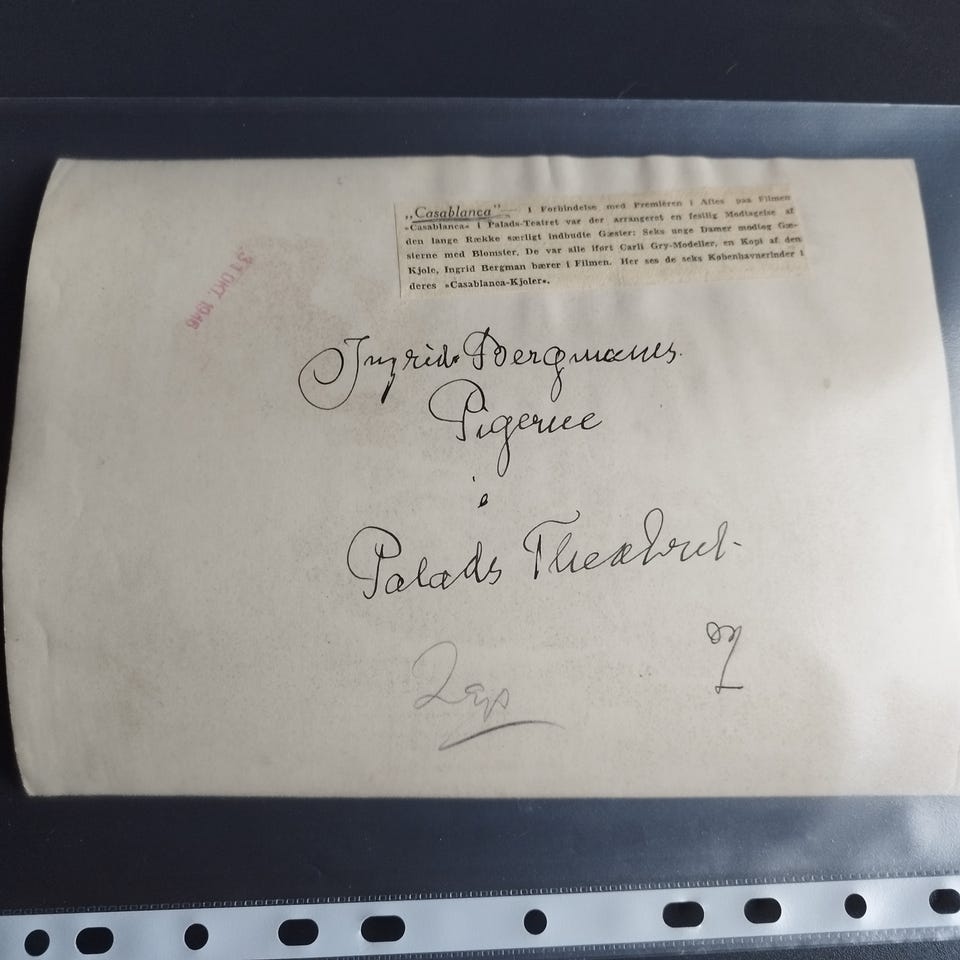 „Casablanca“ — I Forbindelse med Premièren i Aftes paa Filmen
»Casablanca« i Palads-Teatret var der arrangeret en festlig Modtagelse af
den lange Række særligt indbudte Gæster: Seks unge Damer modtog Gæ-
sterne med Blomster. De var alle iført Carli Gry-Modeller, en Kopi af den
Kjole, Ingrid Bergman bærer i Filmen. Her ses de seks Københavnerinder i
deres »Casablanca-Kjoler«.
31 OKT. 1946
Ingrid Bergmans
Pigerne
i
Palads Theatret
2